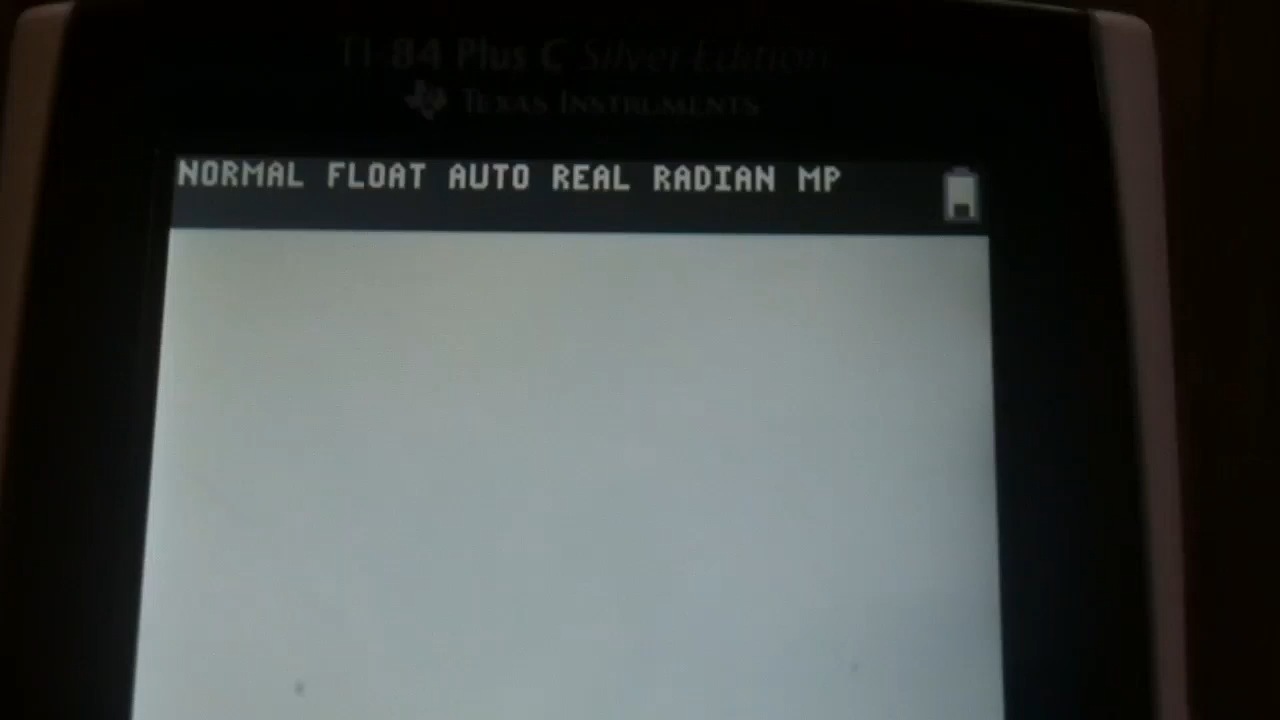 TI-84 Plus C Silver Edition
TEXAS INSTRUMENTS
NORMAL FLOAT AUTO REAL RADIAN MP